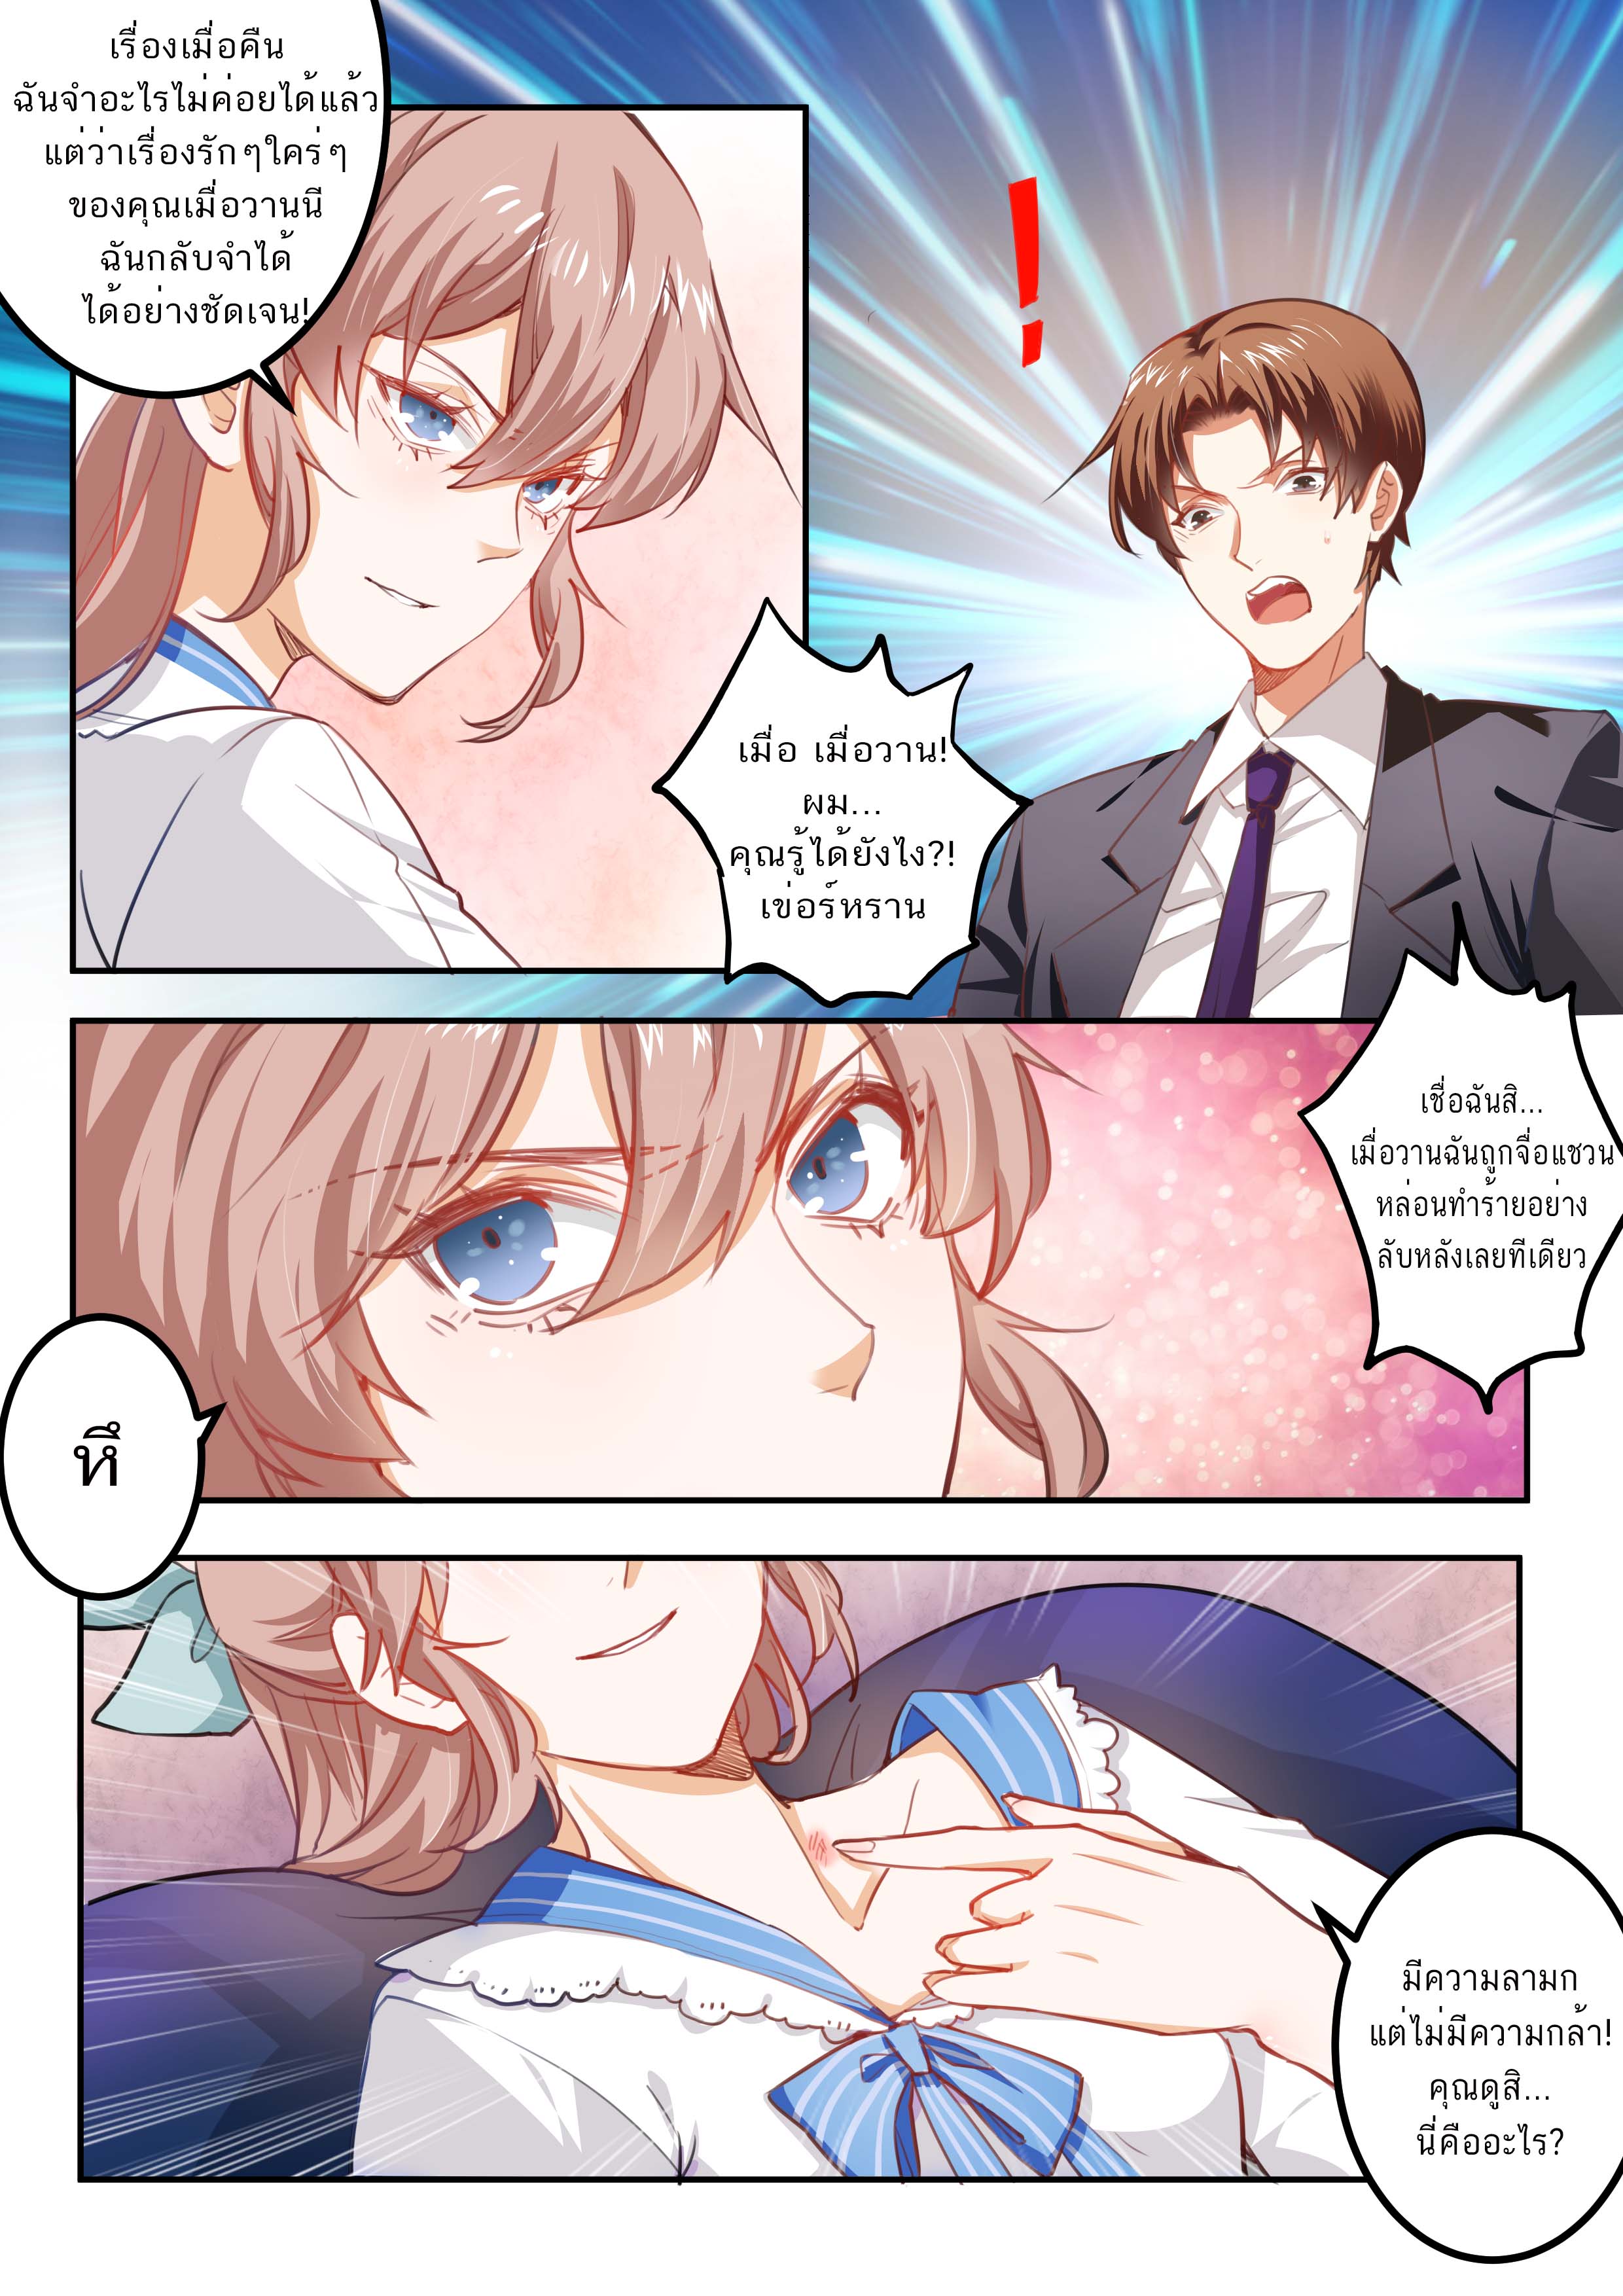 เรื่องเมื่อคืน
ฉันจำอะไรไม่ค่อยได้แล้ว
แต่ว่าเรื่องรักๆใคร่ๆ
ของคุณเมื่อวานนี
ฉันกลับจำได้
ได้อย่างชัดเจน!
!
เมื่อ เมื่อวาน!
ผม...
คุณรู้ได้ยังไง?!
เซ่อร์หราน
เชื่อฉันสิ...
เมื่อวานฉันถูกจื่อแชวน
หล่อนทำร้ายอย่าง
ลับหลังเลยทีเดียว
หึ
มีความลามก
แต่ไม่มีความกล้า!
คุณดูสิ...
นี่คืออะไร?